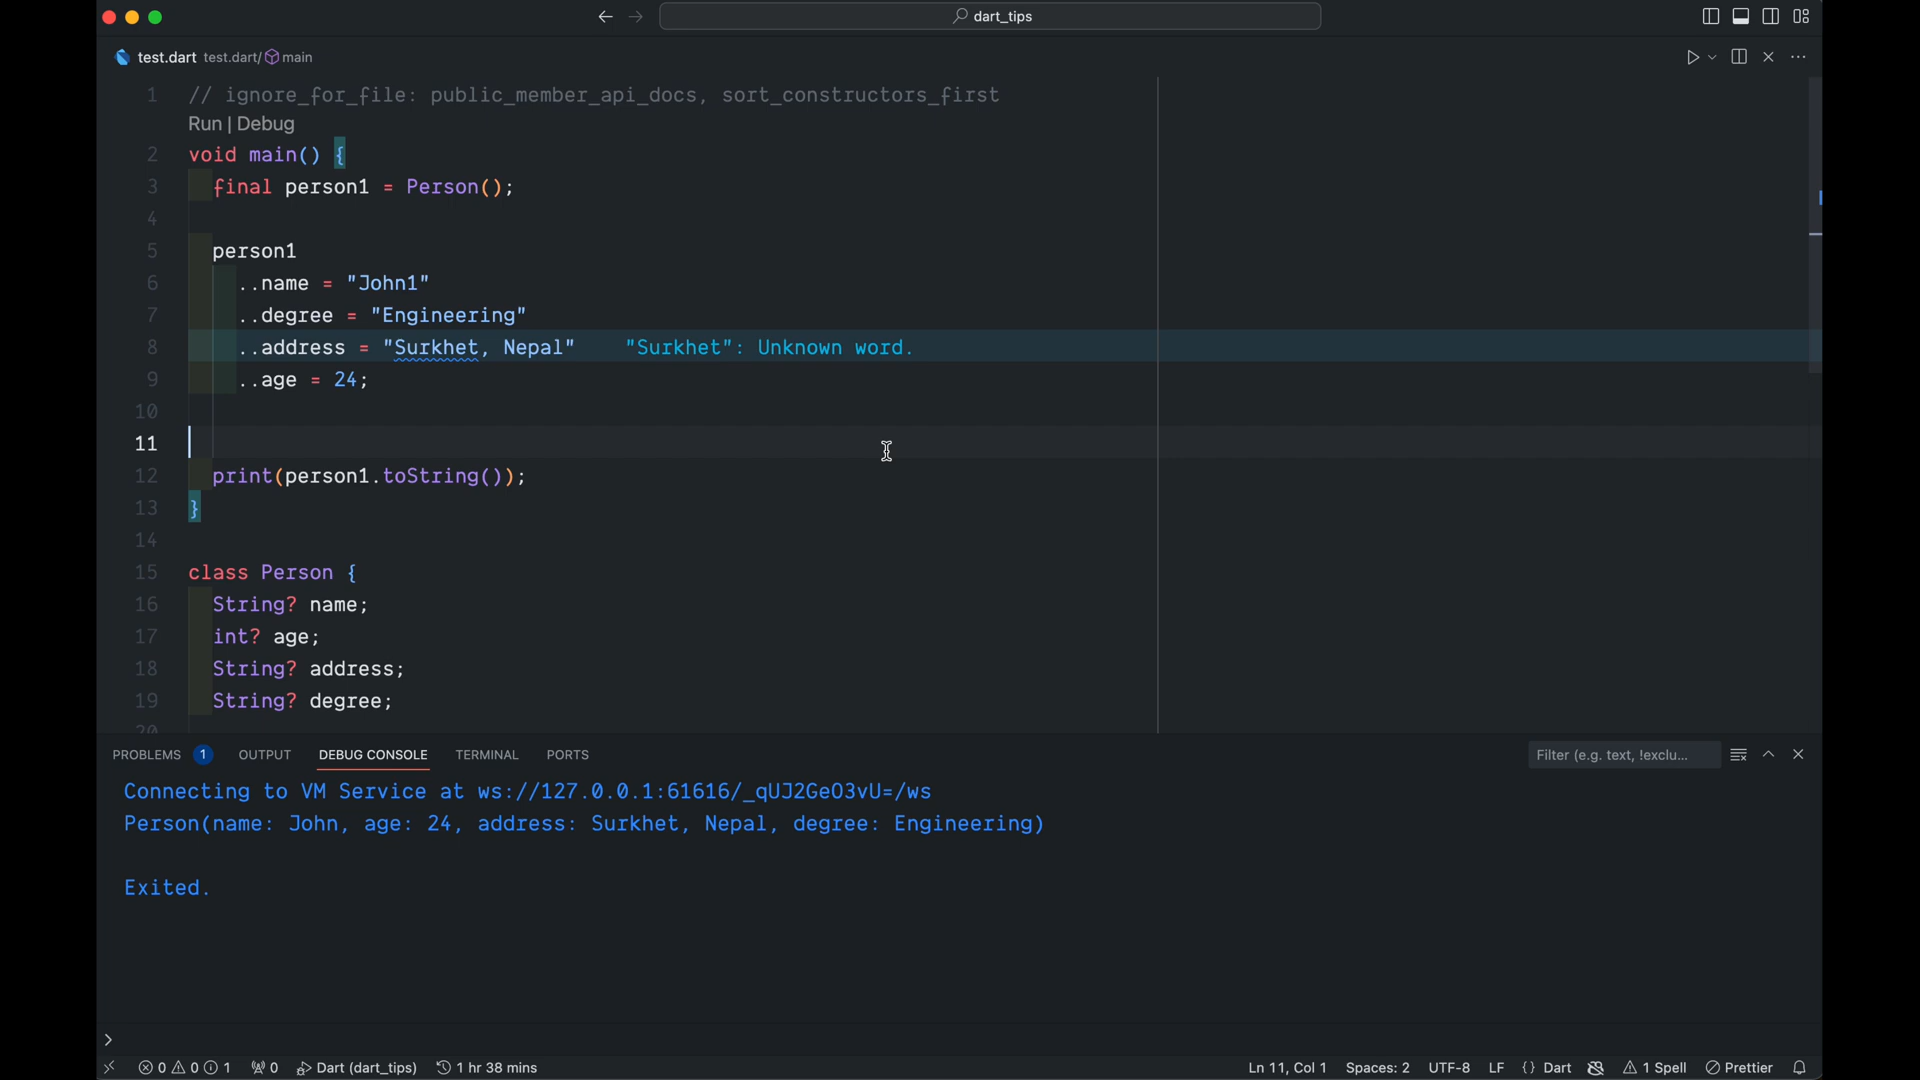 dart_tips
test.dart test.dart/ main
1 // ignore_for_file: public_member_api_docs, sort_constructors_first
Run | Debug
2 void main() {
3 final person1 = Person();
4
5 person1
6 ..name = "John1"
7 ..degree = "Engineering"
8 ..address = "Surkhet, Nepal" "Surkhet": Unknown word.
9 ..age = 24;
10
11
12 print(person1.toString());
13 }
14
15 class Person {
16 String? name;
17 int? age;
18 String? address;
19 String? degree;
20
PROBLEMS 1 OUTPUT DEBUG CONSOLE TERMINAL PORTS Filter (e.g. text, !exclu...
Connecting to VM Service at ws://127.0.0.1:61616/_qUJ2GeO3vU=/ws
Person(name: John, age: 24, address: Surkhet, Nepal, degree: Engineering)
Exited.
0 0 1 0 Dart (dart_tips) 1 hr 38 mins Ln 11, Col 1 Spaces: 2 UTF-8 LF {} Dart 1 Spell Prettier